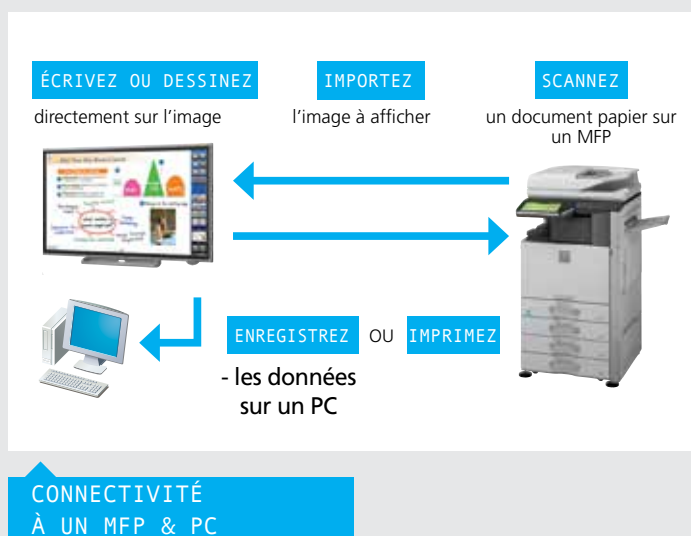 ÉCRIVEZ OU DESSINEZ
directement sur l'image
IMPORTEZ
l'image à afficher
SCANNEZ
un document papier sur
un MFP
ENREGISTREZ OU IMPRIMEZ
- les données
sur un PC
CONNECTIVITÉ
À UN MFP & PC